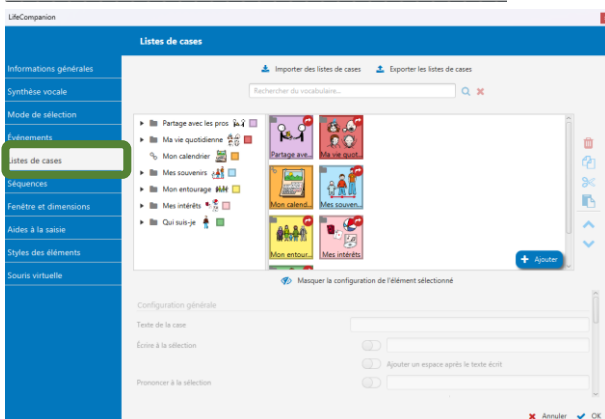 LifeCompanion
Listes de cases
Informations générales
Synthèse vocale
Mode de sélection
Événements
Listes de cases
Séquences
Fenêtre et dimensions
Aides à la saisie
Styles des éléments
Souris virtuelle
Importer des listes de cases
Exporter les listes de cases
Rechercher du vocabulaire...
Partage avec les pros
Ma vie quotidienne
Mon calendrier
Mes souvenirs
Mon entourage
Mes intérêts
Qui suis-je
Partage ave...
Ma vie quot...
Mon calend...
Mes souven...
Mon entour...
Mes intérêts
Ajouter
Masquer la configuration de l'élément sélectionné
Configuration générale
Texte de la case
Écrire à la sélection
Ajouter un espace après le texte écrit
Prononcer à la sélection
Annuler
OK